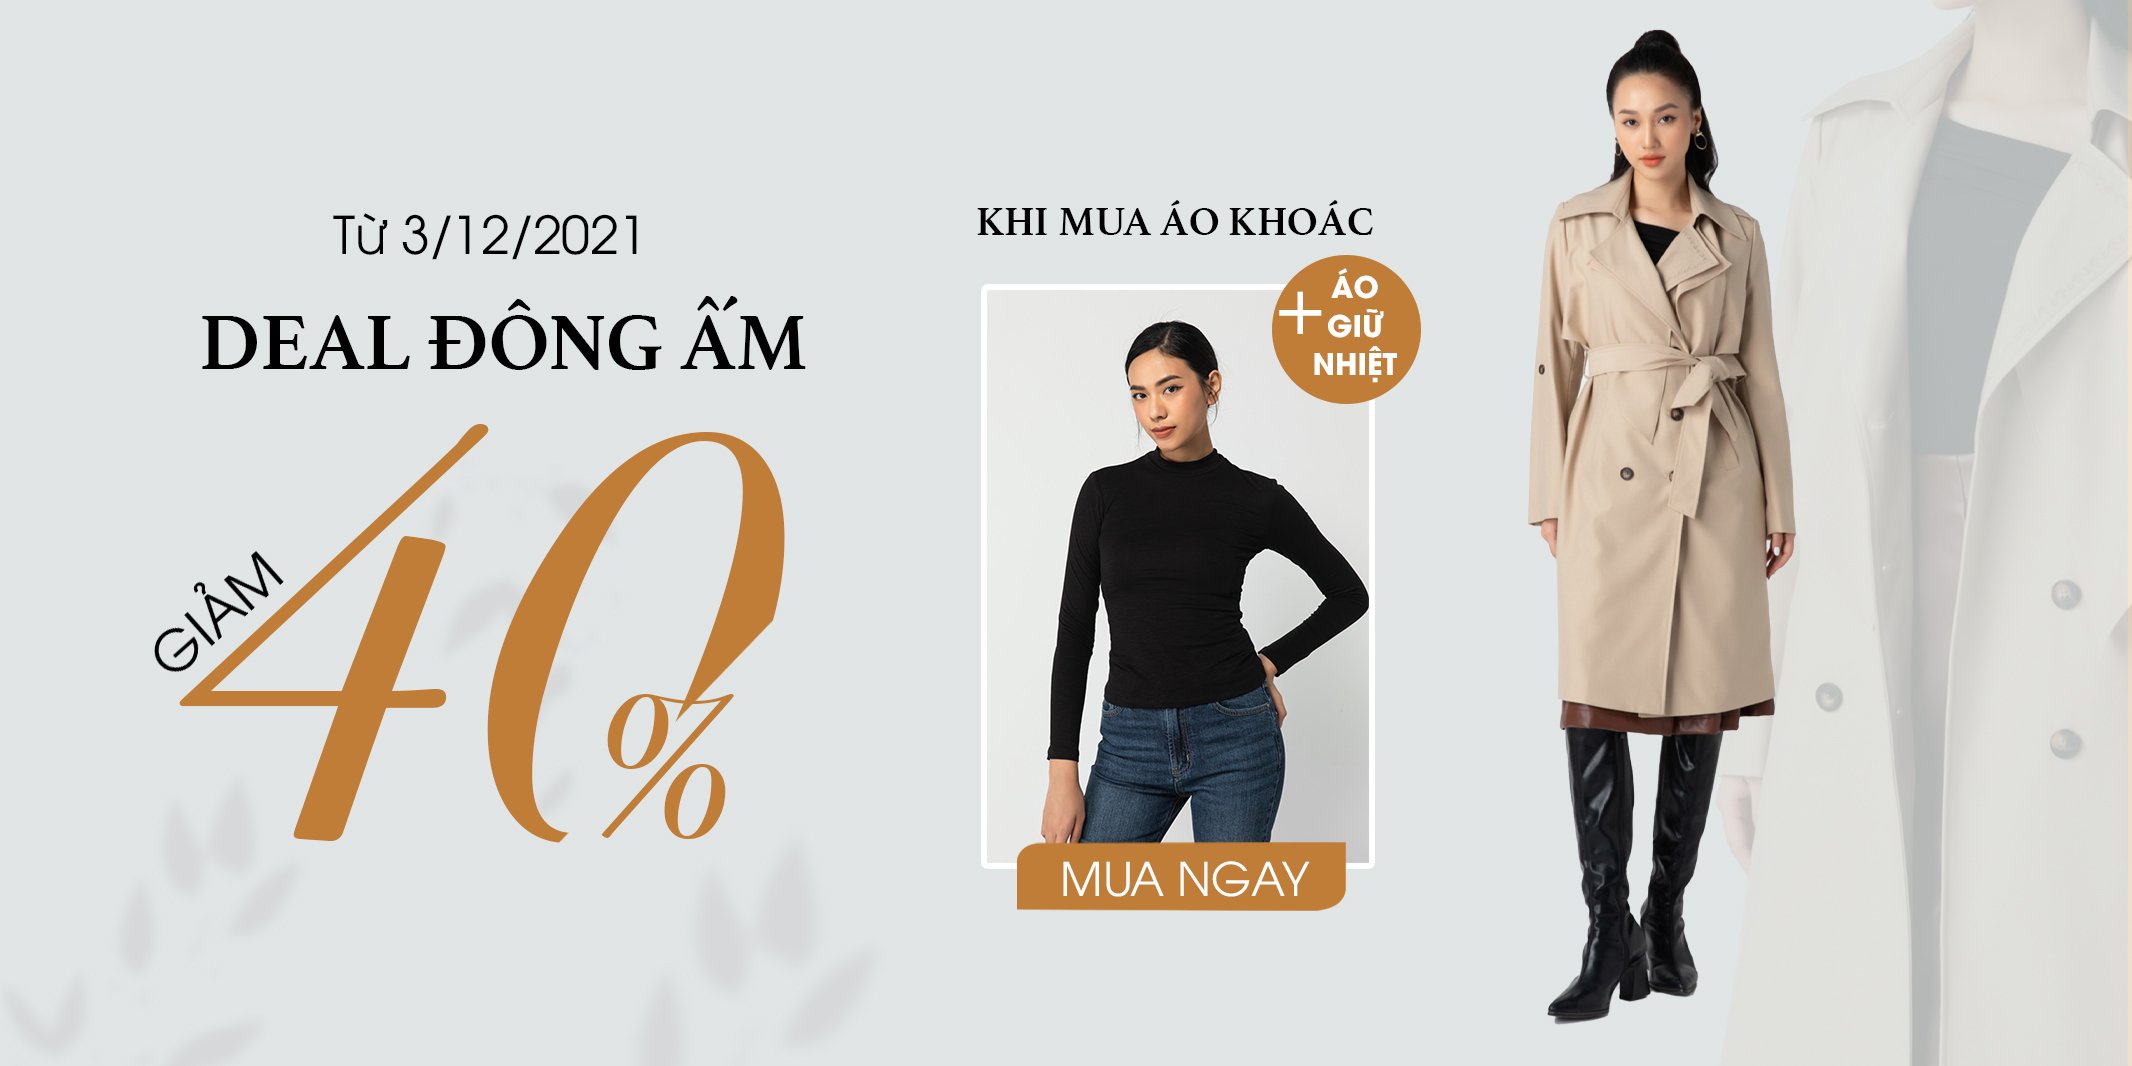 Từ 3/12/2021
DEAL ĐÔNG ẤM
GIẢM
40%
KHI MUA ÁO KHOÁC
+ ÁO
GIỮ
NHIỆT
MUA NGAY